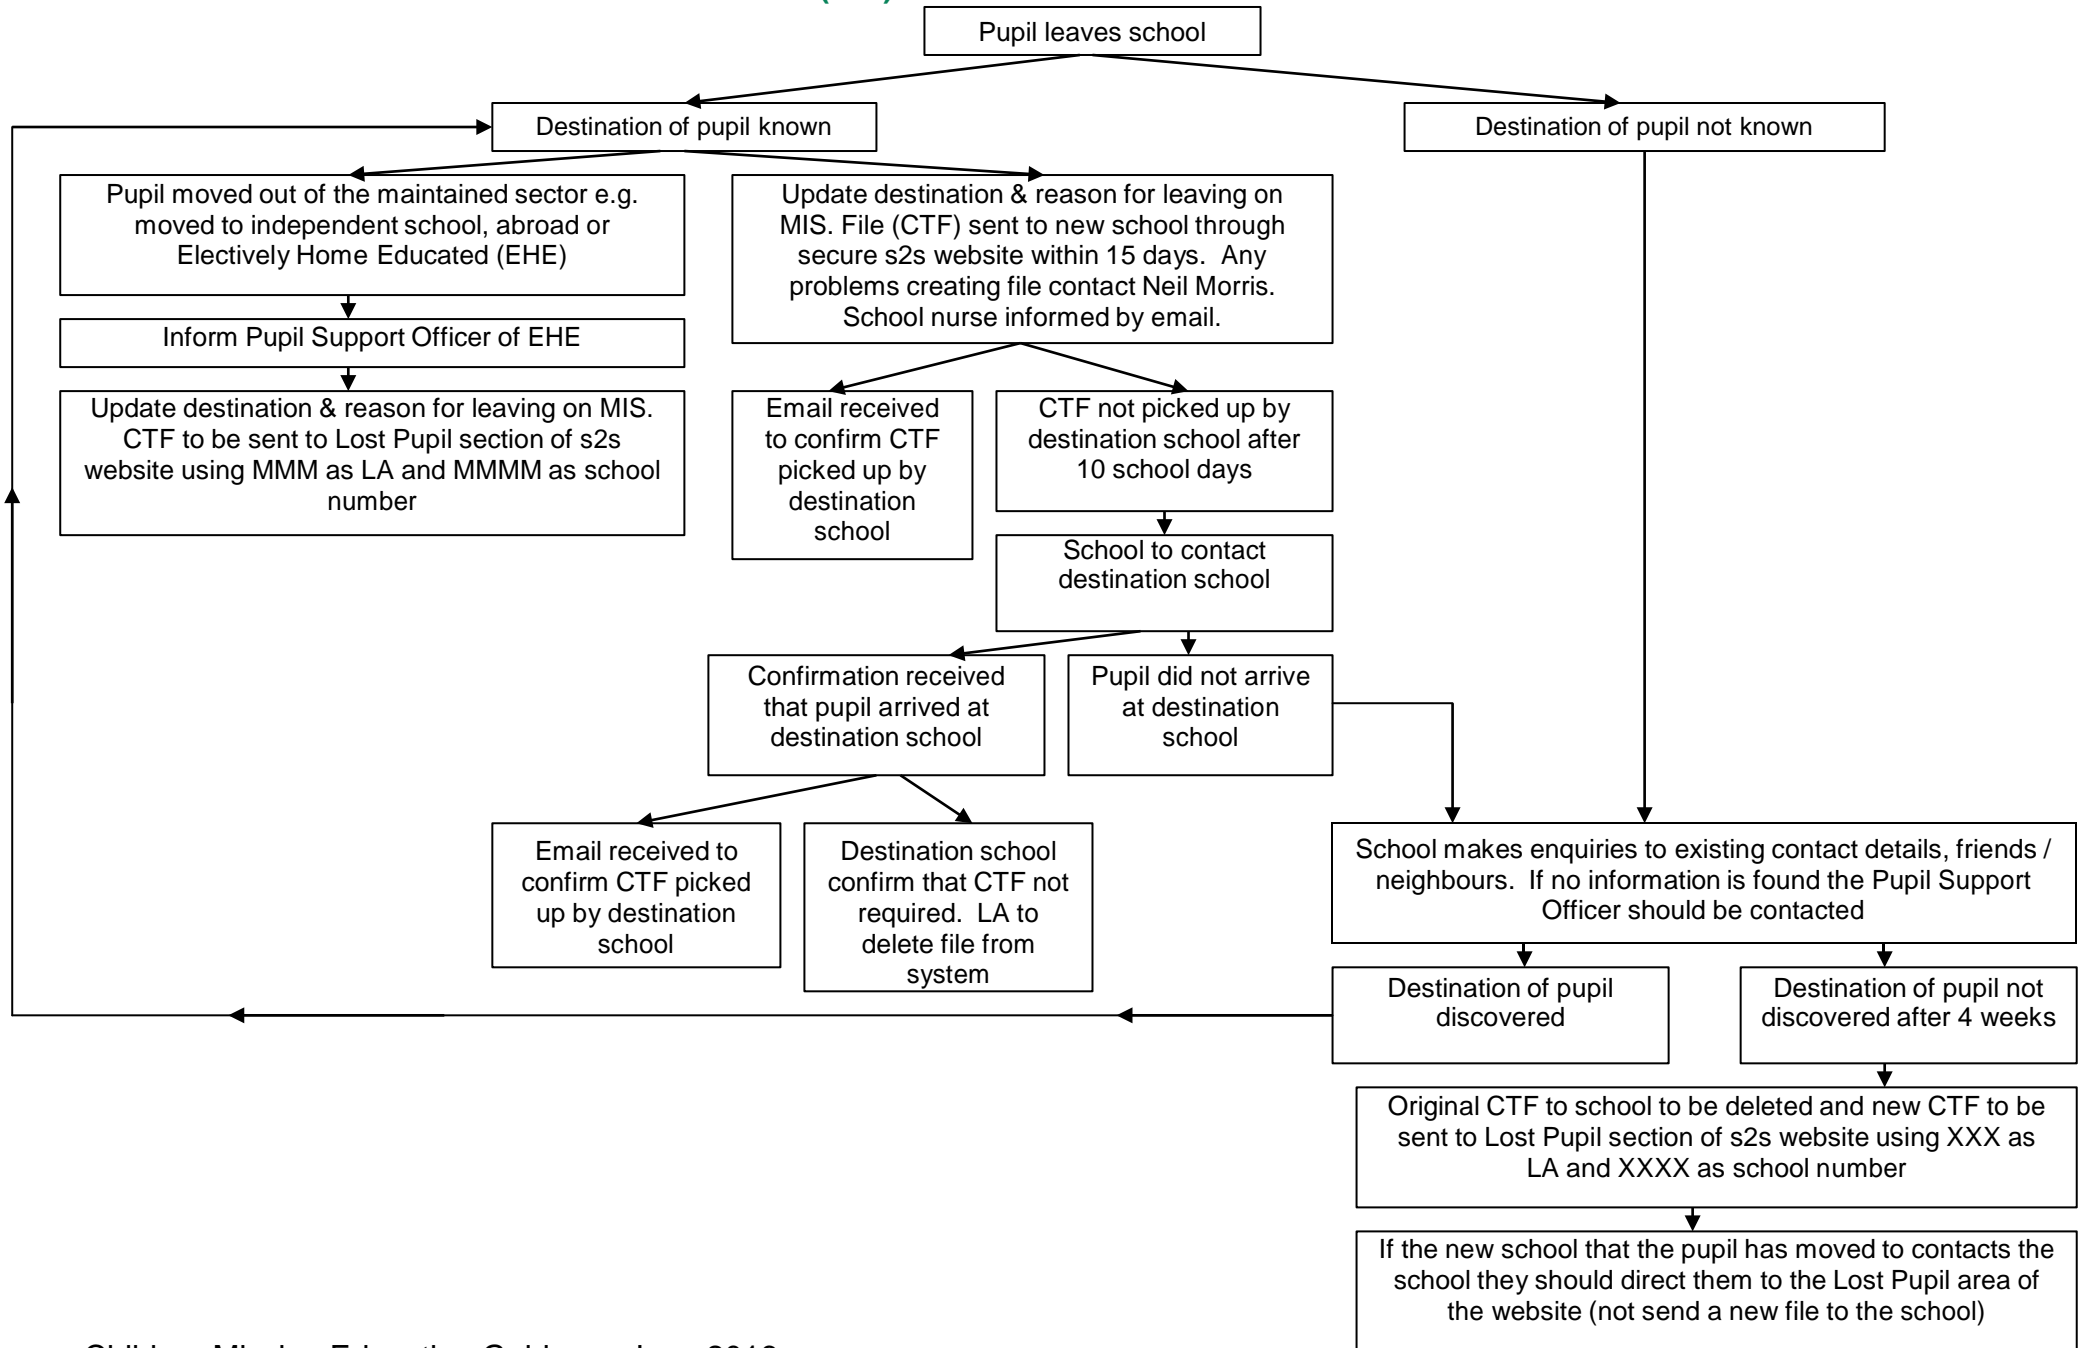 Pupil leaves school
Destination of pupil known
Destination of pupil not known
Pupil moved out of the maintained sector e.g.
moved to independent school, abroad or
Electively Home Educated (EHE)
Update destination & reason for leaving on
MIS. File (CTF) sent to new school through
secure s2s website within 15 days. Any
problems creating file contact Neil Morris.
School nurse informed by email.
Inform Pupil Support Officer of EHE
Update destination & reason for leaving on MIS.
CTF to be sent to Lost Pupil section of s2s
website using MMM as LA and MMMM as school
number
Email received
to confirm CTF
picked up by
destination
school
CTF not picked up by
destination school after
10 school days
School to contact
destination school
Confirmation received
that pupil arrived at
destination school
Pupil did not arrive
at destination
school
Email received to
confirm CTF picked
up by destination
school
Destination school
confirm that CTF not
required. LA to
delete file from
system
School makes enquiries to existing contact details, friends /
neighbours. If no information is found the Pupil Support
Officer should be contacted
Destination of pupil
discovered
Destination of pupil not
discovered after 4 weeks
Original CTF to school to be deleted and new CTF to be
sent to Lost Pupil section of s2s website using XXX as
LA and XXXX as school number
If the new school that the pupil has moved to contacts the
school they should direct them to the Lost Pupil area of
the website (not send a new file to the school)